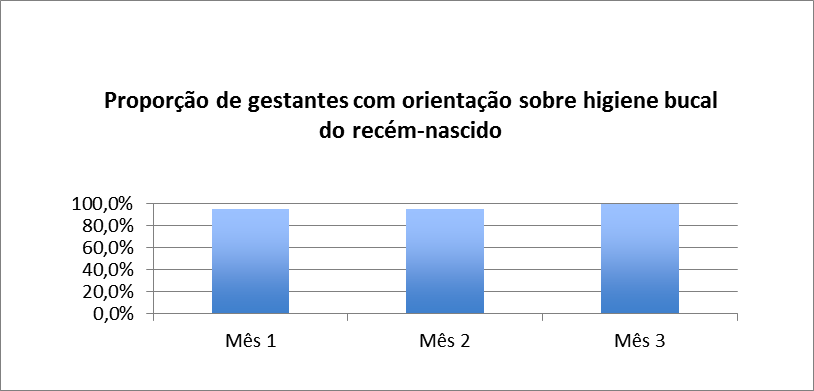 Proporção de gestantes com orientação sobre higiene bucal
do recém-nascido
100,0%
80,0%
60,0%
40,0%
20,0%
0,0%
Mês 1
Mês 2
Mês 3